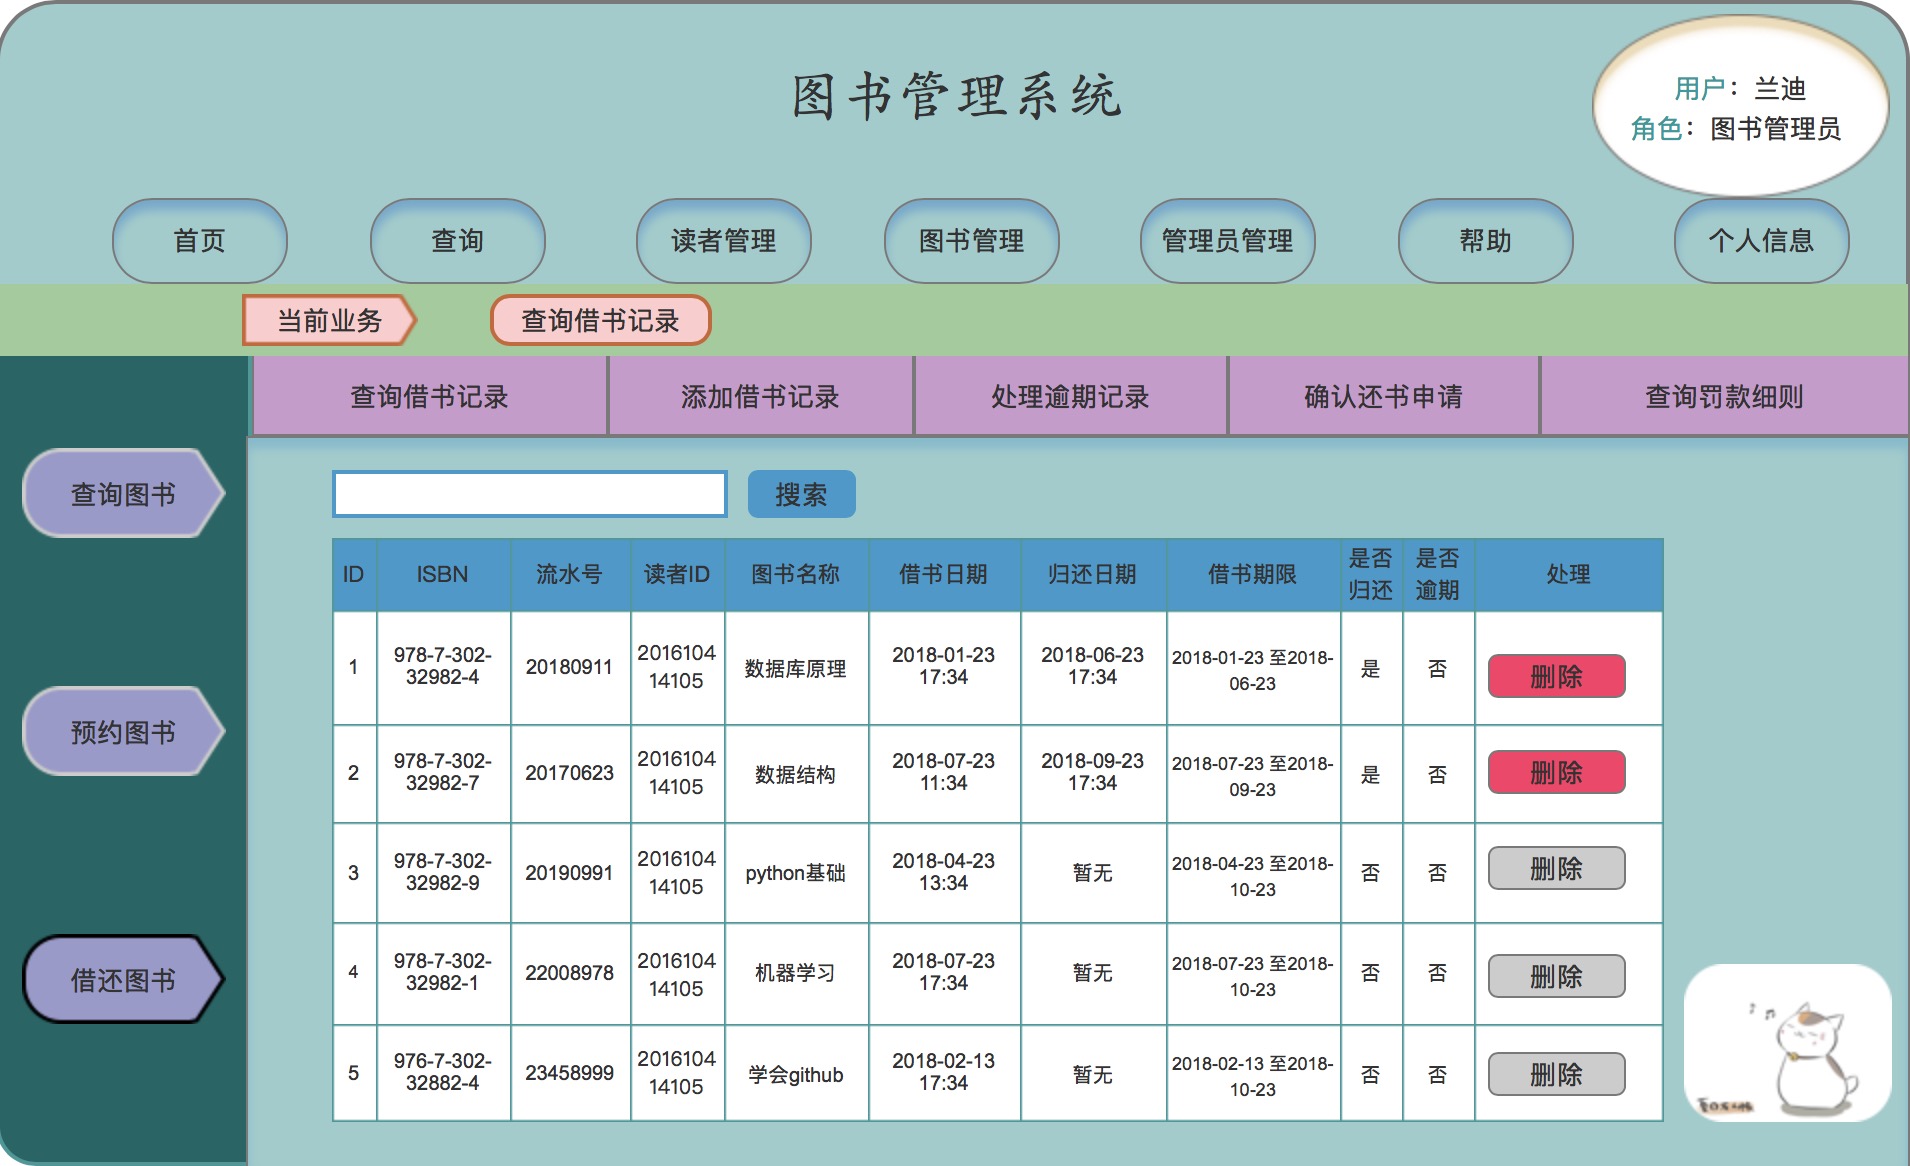 图书管理系统
用户：兰迪
角色：图书管理员
首页
查询
读者管理
图书管理
管理员管理
帮助
个人信息
当前业务
查询借书记录
查询借书记录
添加借书记录
处理逾期记录
确认还书申请
查询罚款细则
查询图书
预约图书
借还图书
搜索
ID
ISBN
流水号
读者ID
图书名称
借书日期
归还日期
借书期限
是否
归还
是否
逾期
处理
1
978-7-302-
32982-4
20180911
2016104
14105
数据库原理
2018-01-23
17:34
2018-06-23
17:34
2018-01-23 至2018-
06-23
是
否
删除
2
978-7-302-
32982-7
20170623
2016104
14105
数据结构
2018-07-23
11:34
2018-09-23
17:34
2018-07-23 至2018-
09-23
是
否
删除
3
978-7-302-
32982-9
20190991
2016104
14105
python基础
2018-04-23
13:34
暂无
2018-04-23 至2018-
10-23
否
否
删除
4
978-7-302-
32982-1
22008978
2016104
14105
机器学习
2018-07-23
17:34
暂无
2018-07-23 至2018-
10-23
否
否
删除
5
976-7-302-
32882-4
23458999
2016104
14105
学会github
2018-02-13
17:34
暂无
2018-02-13 至2018-
10-23
否
否
删除